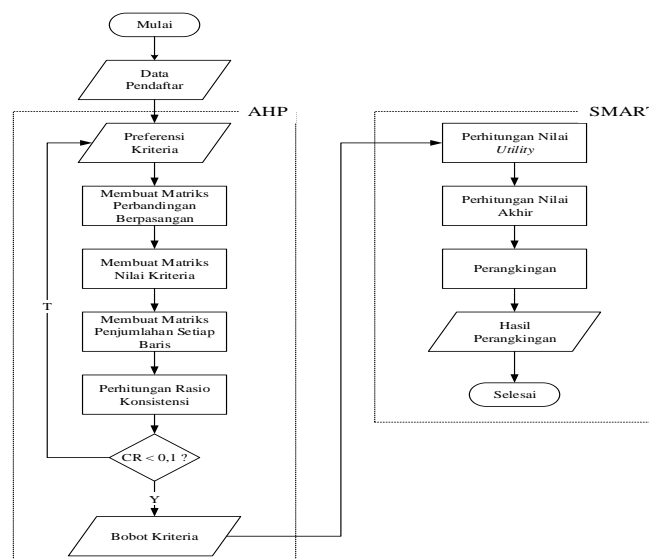 Mulai
Data
Pendaftar
AHP
Preferensi
Kriteria
Membuat Matriks
Perbandingan
Berpasangan
Membuat Matriks
Nilai Kriteria
T
Membuat Matriks
Penjumlahan Setiap
Baris
Perhitungan Rasio
Konsistensi
CR < 0,1 ?
Y
Bobot Kriteria
SMART
Perhitungan Nilai
Utility
Perhitungan Nilai
Akhir
Perangkingan
Hasil
Perangkingan
Selesai